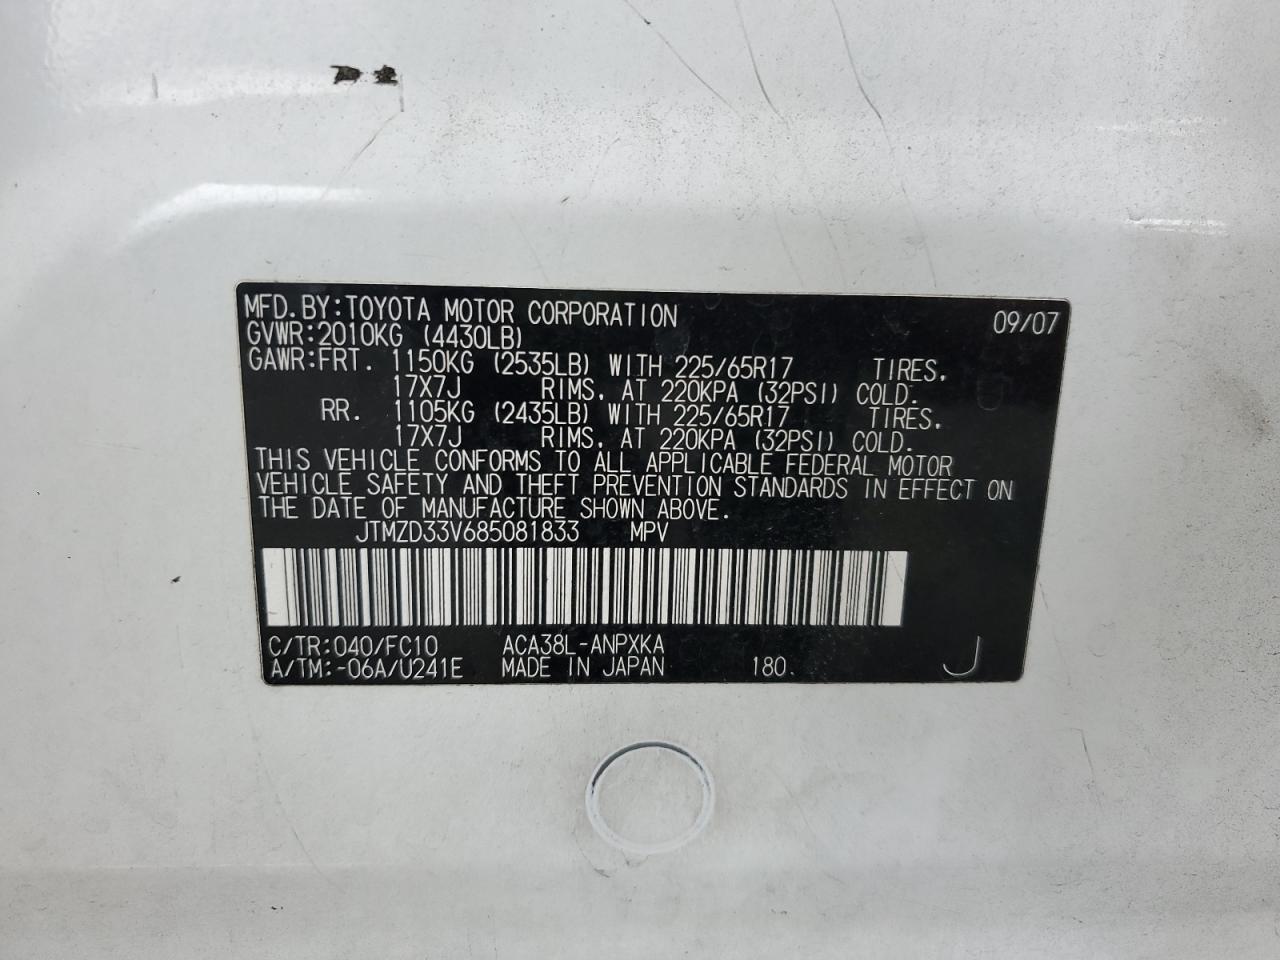 MFD.BY:TOYOTA MOTOR CORPORATION 09/07
GVWR:2010KG (4430LB)
GAWR:FRT. 1150KG (2535LB) WITH 225/65R17 TIRES,
17X7J RIMS, AT 220KPA (32PSI) COLD.
RR. 1105KG (2435LB) WITH 225/65R17 TIRES,
17X7J RIMS, AT 220KPA (32PSI) COLD.
THIS VEHICLE CONFORMS TO ALL APPLICABLE FEDERAL MOTOR
VEHICLE SAFETY AND THEFT PREVENTION STANDARDS IN EFFECT ON
THE DATE OF MANUFACTURE SHOWN ABOVE.
JTMZD33V685081833 MPV
C/TR:040/FC10 ACA38L-ANPXKA
A/TM:-06A/U241E MADE IN JAPAN 180. J